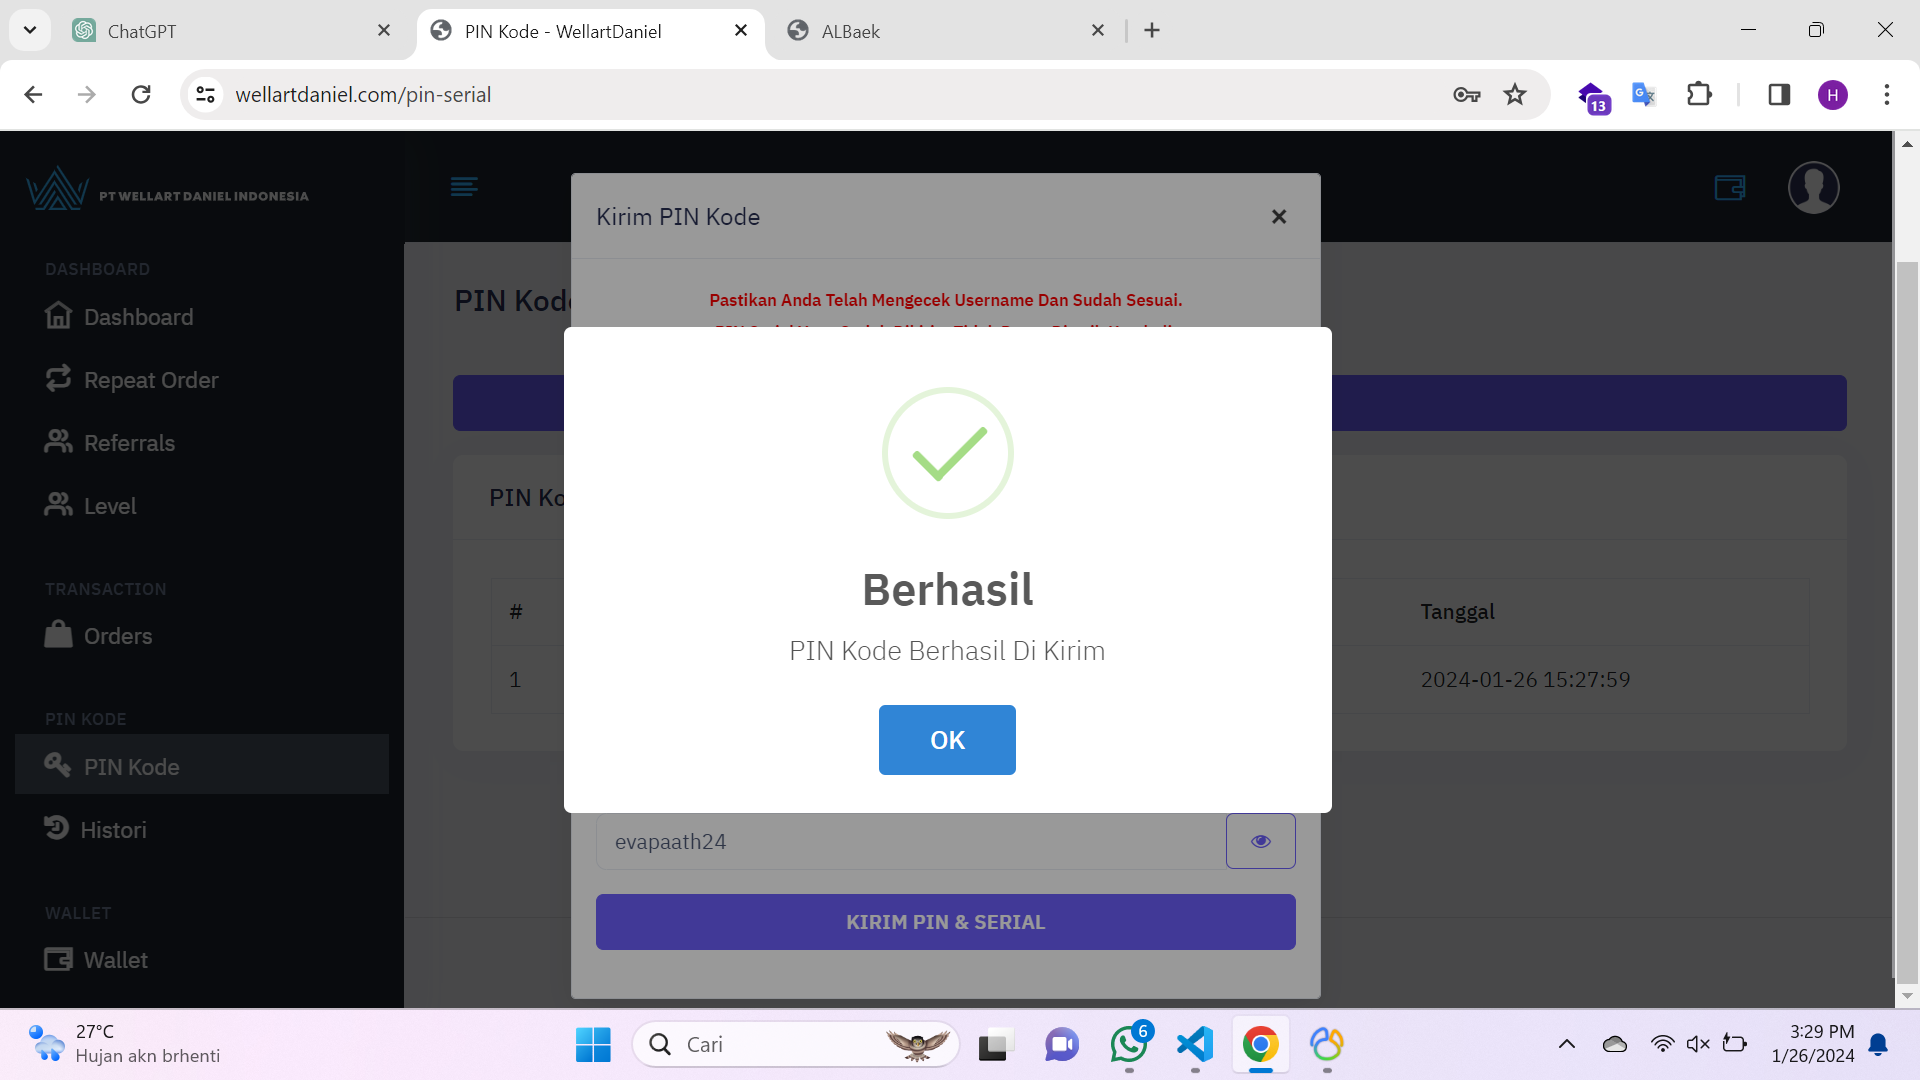 ChatGPT
PIN Kode - WellartDaniel
ALBaek
wellartdaniel.com/pin-serial
13
H
PT WELLART DANIEL INDONESIA
Kirim PIN Kode
DASHBOARD
Dashboard
Repeat Order
Referrals
Level
TRANSACTION
Orders
PIN KODE
PIN Kode
Histori
WALLET
Wallet
PIN Kode
Pastikan Anda Telah Mengecek Username Dan Sudah Sesuai.
PIN Ko
#
Tanggal
1
2024-01-26 15:27:59
Berhasil
PIN Kode Berhasil Di Kirim
OK
evapaath24
KIRIM PIN & SERIAL
27°C
Hujan akn brhenti
Cari
6
3:29 PM
1/26/2024